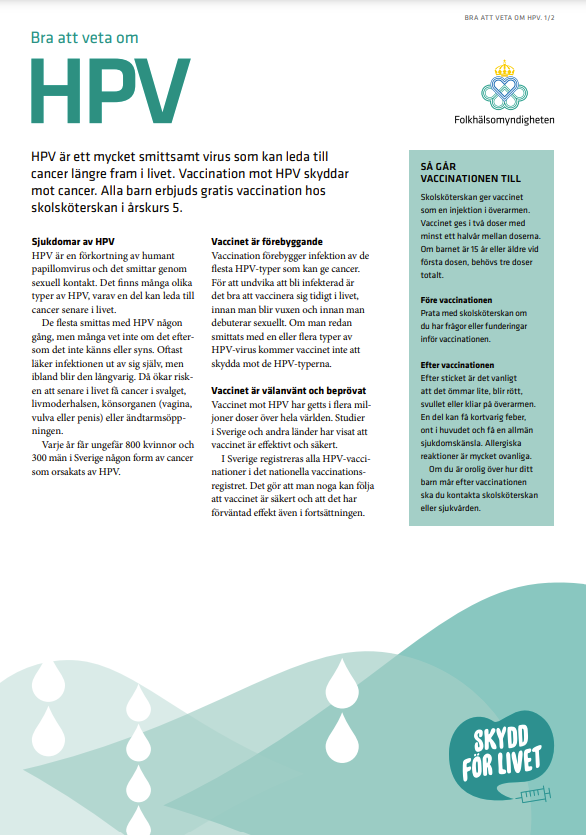 BRA ATT VETA OM HPV. 1/2
Bra att veta om
HPV
Folkhälsomyndigheten
HPV är ett mycket smittsamt virus som kan leda till
cancer längre fram i livet. Vaccination mot HPV skyddar
mot cancer. Alla barn erbjuds gratis vaccination hos
skolsköterskan i årskurs 5.
Sjukdomar av HPV
HPV är en förkortning av humant
papillomvirus och det smittar genom
sexuell kontakt. Det finns många olika
typer av HPV, varav en del kan leda till
cancer senare i livet.
De flesta smittas med HPV någon
gång, men många vet inte om det efter-
som det inte känns eller syns. Oftast
läker infektionen ut av sig själv, men
ibland blir den långvarig. Då ökar risk-
en att senare i livet få cancer i svalget,
livmoderhalsen, könsorganen (vagina,
vulva eller penis) eller ändtarmsöpp-
ningen.
Varje år får ungefär 800 kvinnor och
300 män i Sverige någon form av cancer
som orsakats av HPV.
Vaccinet är förebyggande
Vaccination förebygger infektion av de
flesta HPV-typer som kan ge cancer.
För att undvika att bli infekterad är
det bra att vaccinera sig tidigt i livet,
innan man blir vuxen och innan man
debuterar sexuellt. Om man redan
smittats med en eller flera typer av
HPV-virus kommer vaccinet inte att
skydda mot de HPV-typerna.
Vaccinet är välanvänt och beprövat
Vaccinet mot HPV har getts i flera mil-
joner doser över hela världen. Studier
i Sverige och andra länder har visat att
vaccinet är effektivt och säkert.
I Sverige registreras alla HPV-vacci-
nationer i det nationella vaccinations-
registret. Det gör att man noga kan följa
att vaccinet är säkert och att det har
förväntad effekt även i fortsättningen.
SÅ GÅR
VACCINATIONEN TILL
Skolsköterskan ger vaccinet
som en injektion i överarmen.
Vaccinet ges i två doser med
minst ett halvår mellan doserna.
Om barnet är 15 år eller äldre vid
första dosen, behövs tre doser
totalt.
Före vaccinationen
Prata med skolsköterskan om
du har frågor eller funderingar
inför vaccinationen.
Efter vaccinationen
Efter sticket är det vanligt
att det ömmar lite, blir rött,
svullet eller kliar på överarmen.
En del kan få kortvarig feber,
ont i huvudet och få en allmän
sjukdomskänsla. Allergiska
reaktioner är mycket ovanliga.
Om du är orolig över hur ditt
barn mår efter vaccinationen
ska du kontakta skolsköterskan
eller sjukvården.
SKYDD
FÖR LIVET